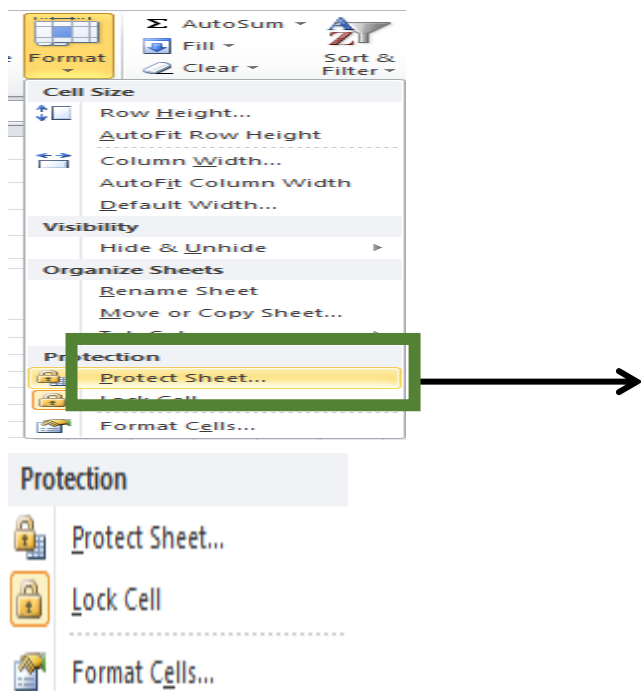 Σ AutoSum
Fill
Format
Sort &
Clear
Filter
Cell Size
Row Height...
AutoFit Row Height
Column Width...
AutoFit Column Width
Default Width...
Visibility
Hide & Unhide
Organize Sheets
Rename Sheet
Move or Copy Sheet...
Protection
Protect Sheet...
Lock Cell
Format Cells...
Protection
Protect Sheet...
Lock Cell
Format Cells...